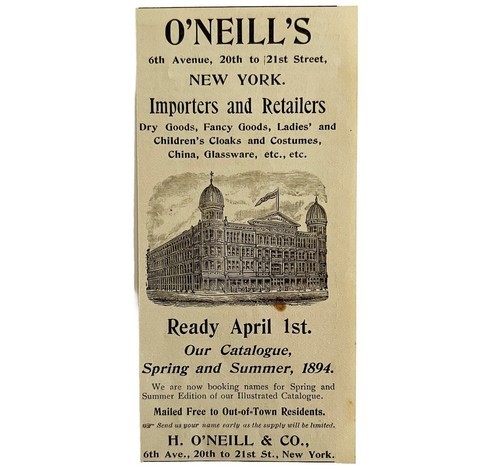 O'NEILL'S
6th Avenue, 20th to 21st Street,
NEW YORK.
Importers and Retailers
Dry Goods, Fancy Goods, Ladies' and
Children's Cloaks and Costumes,
China, Glassware, etc., etc.
Ready April 1st.
Our Catalogue,
Spring and Summer, 1894.
We are now booking names for Spring and
Summer Edition of our Illustrated Catalogue.
Mailed Free to Out-of-Town Residents.
☞ Send us your name early as the supply will be limited.
H. O'NEILL & CO.,
6th Ave., 20th to 21st St., New York.